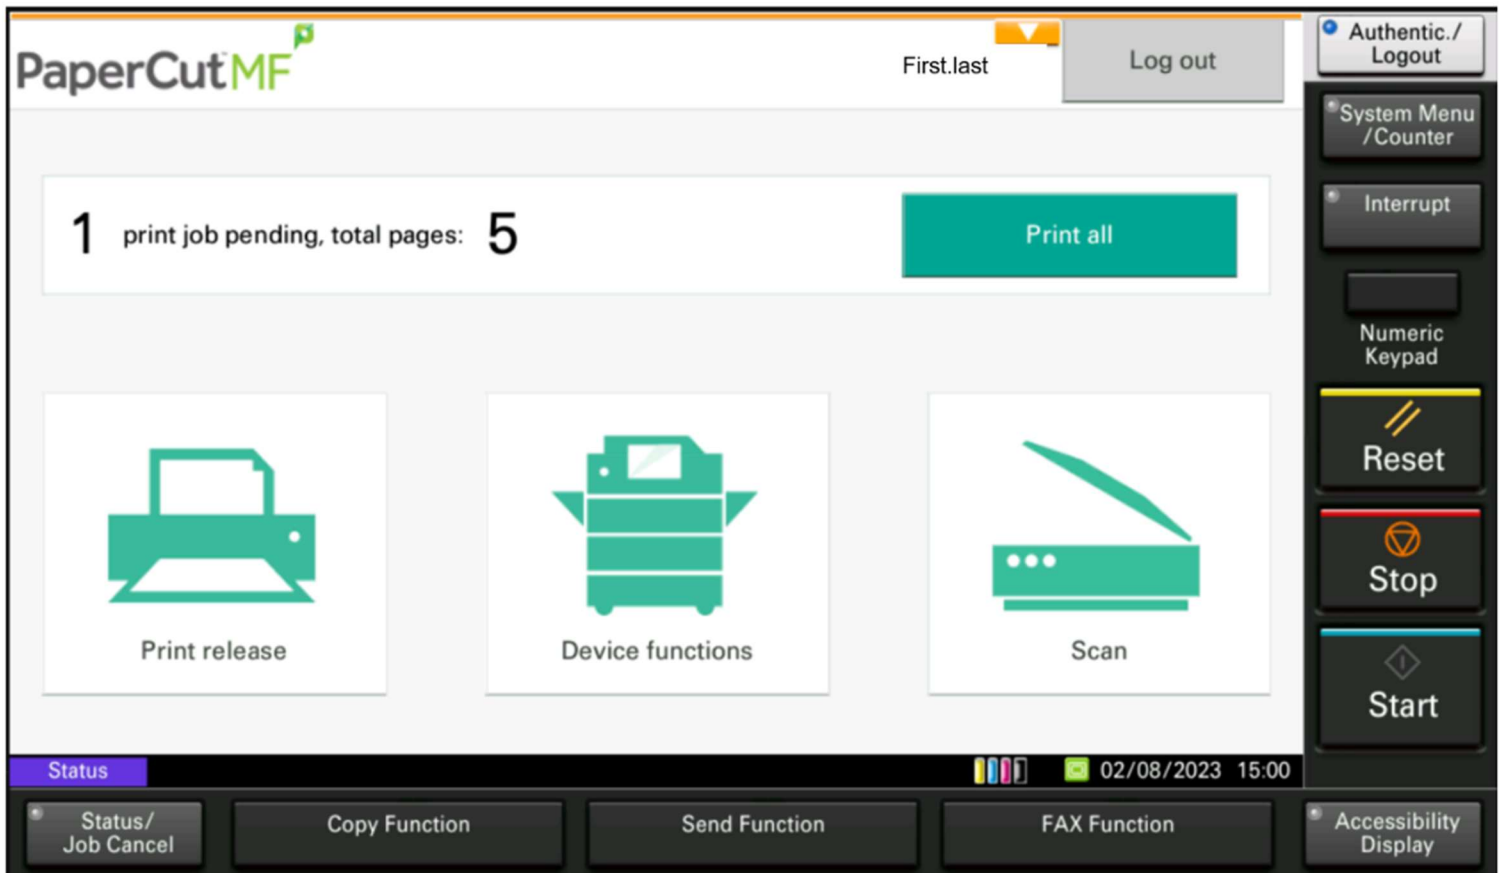 PaperCut MF
First.last
Log out
1 print job pending, total pages: 5
Print all
Print release
Device functions
Scan
Status
02/08/2023 15:00
Status/
Job Cancel
Copy Function
Send Function
FAX Function
Accessibility
Display
Authentic./
Logout
System Menu
/Counter
Interrupt
Numeric
Keypad
Reset
Stop
Start